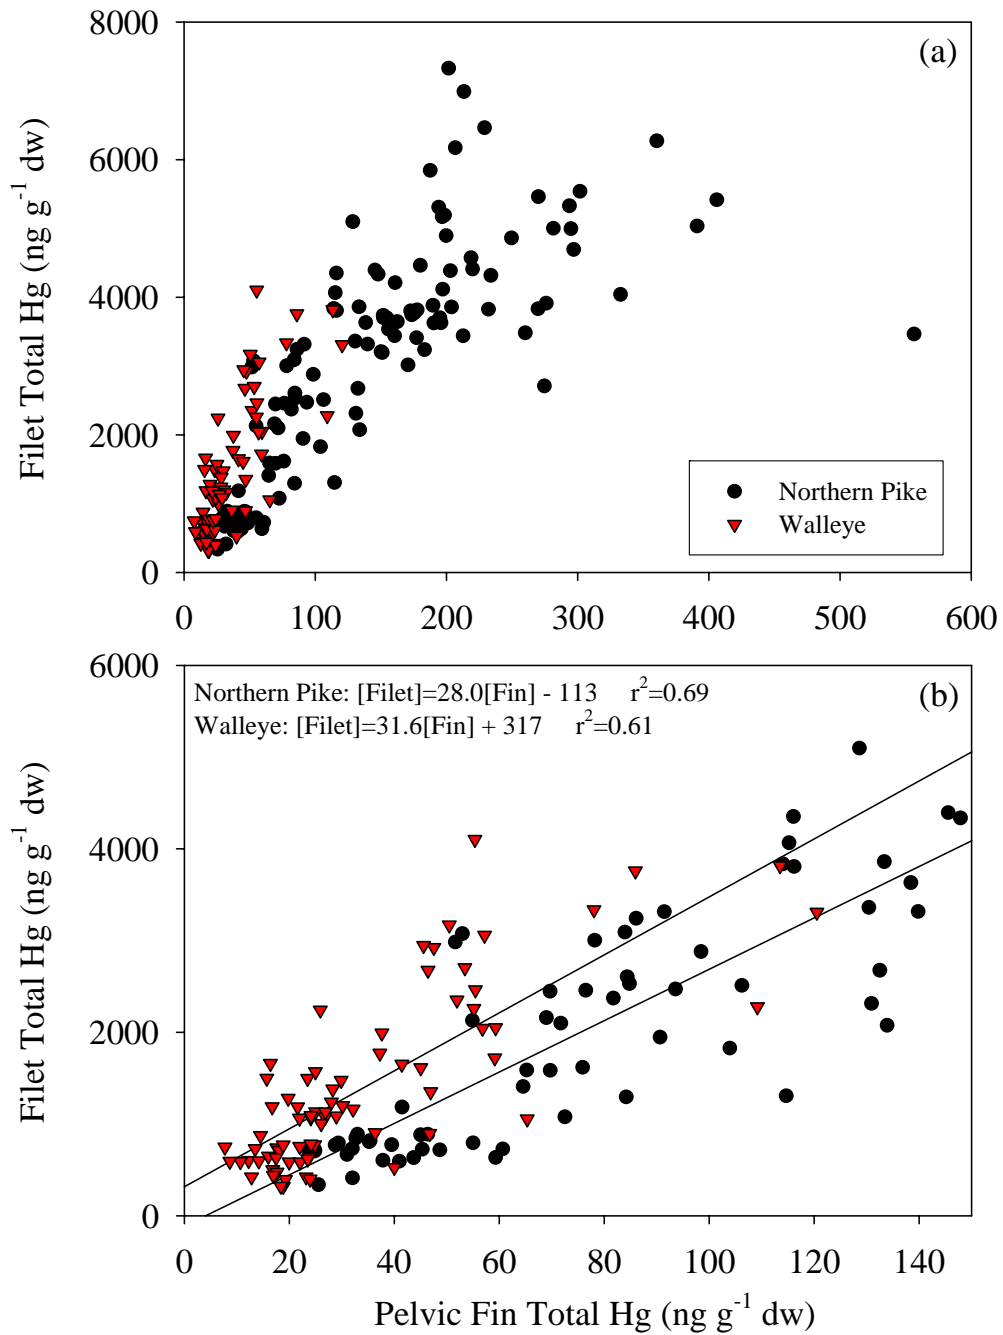 (a)
8000
6000
4000
2000
0
Filet Total Hg (ng g⁻¹ dw)
Northern Pike
Walleye
0 100 200 300 400 500 600
(b)
Northern Pike: [Filet]=28.0[Fin] - 113 r²=0.69
Walleye: [Filet]=31.6[Fin] + 317 r²=0.61
6000
4000
2000
0
Filet Total Hg (ng g⁻¹ dw)
0 20 40 60 80 100 120 140
Pelvic Fin Total Hg (ng g⁻¹ dw)